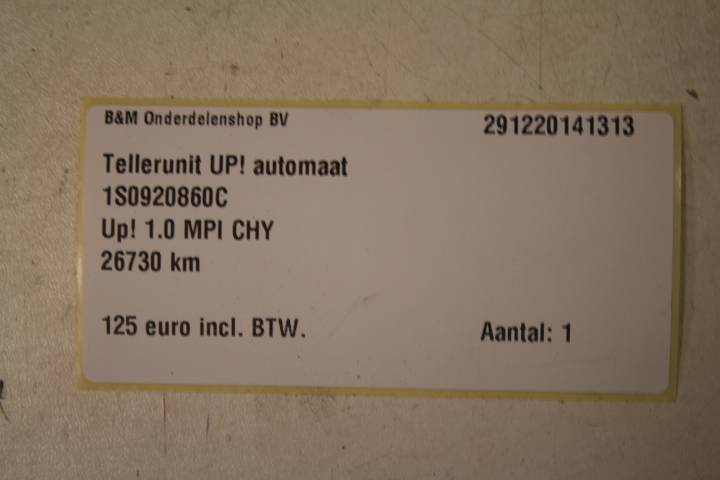 B&M Onderdelenshop BV 291220141313
Tellerunit UP! automaat
1S0920860C
Up! 1.0 MPI CHY
26730 km
125 euro incl. BTW. Aantal: 1